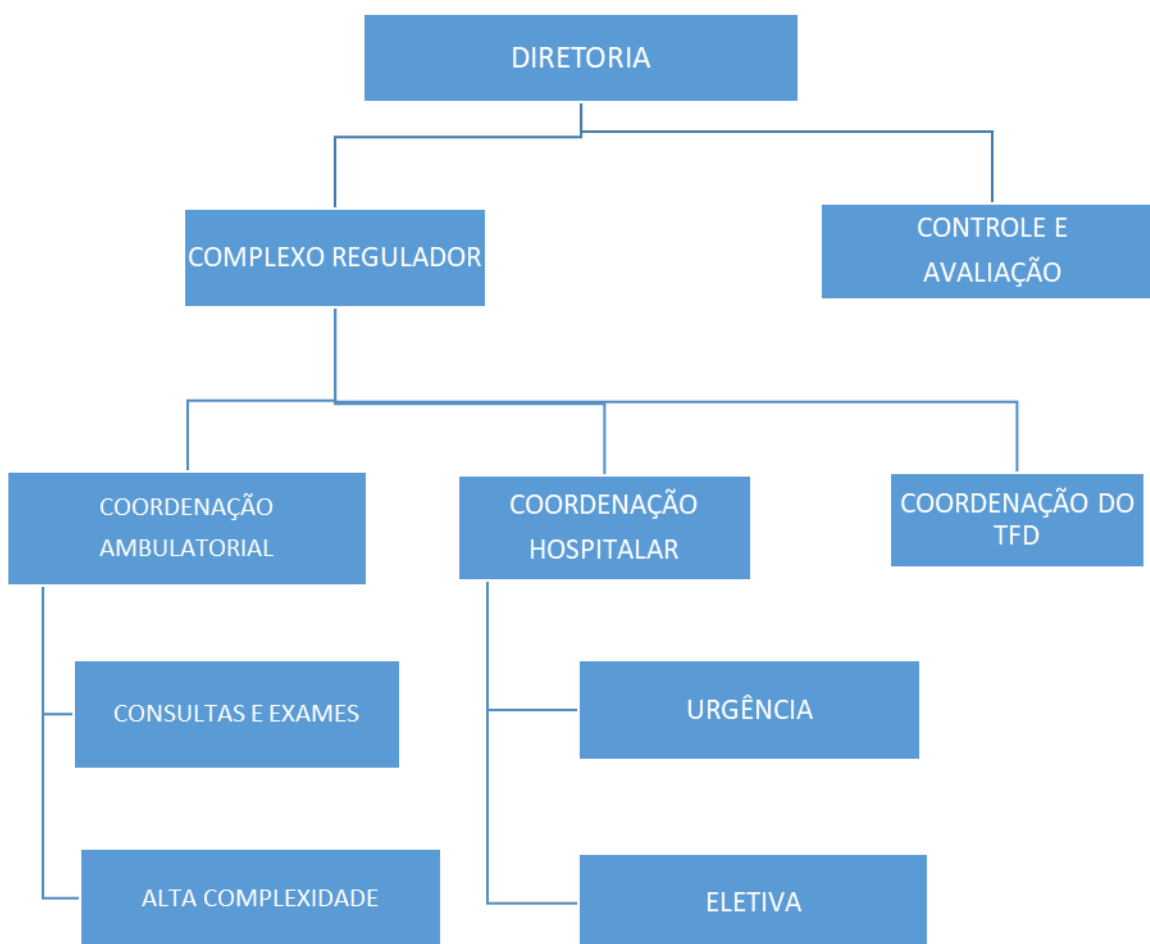 DIRETORIA
COMPLEXO REGULADOR
CONTROLE E
AVALIAÇÃO
COORDENAÇÃO
AMBULATORIAL
COORDENAÇÃO
HOSPITALAR
COORDENAÇÃO DO
TFD
CONSULTAS E EXAMES
URGÊNCIA
ALTA COMPLEXIDADE
ELETIVA